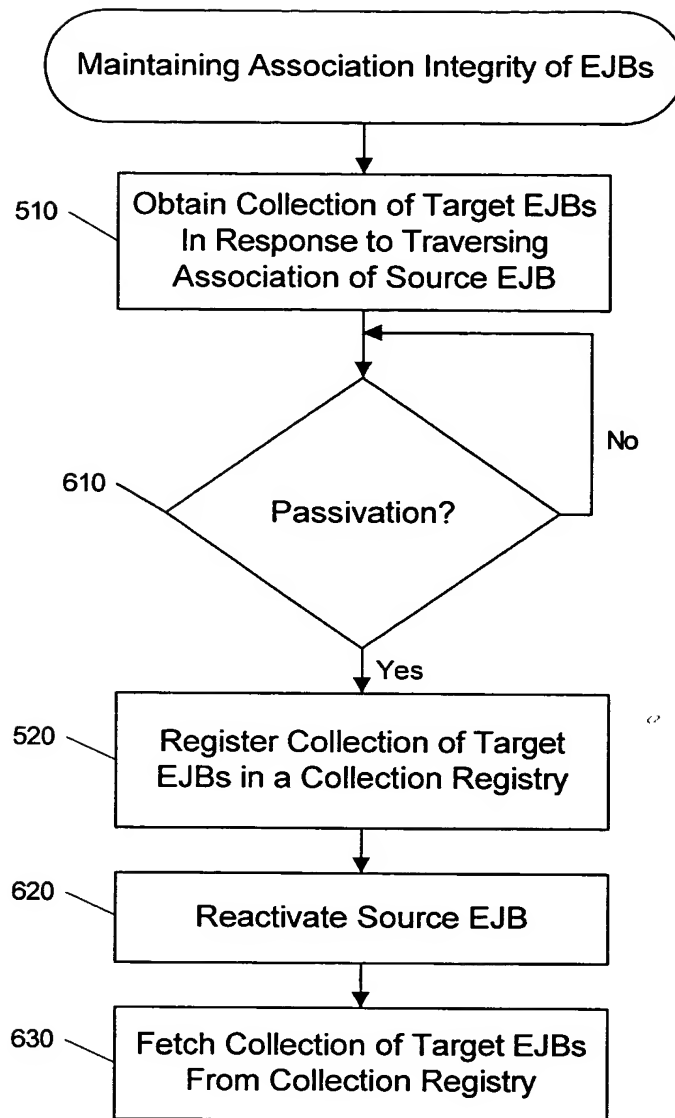 Maintaining Association Integrity of EJBs
510
Obtain Collection of Target EJBs
In Response to Traversing
Association of Source EJB
No
610
Passivation?
Yes
520
Register Collection of Target
EJBs in a Collection Registry
620
Reactivate Source EJB
630
Fetch Collection of Target EJBs
From Collection Registry